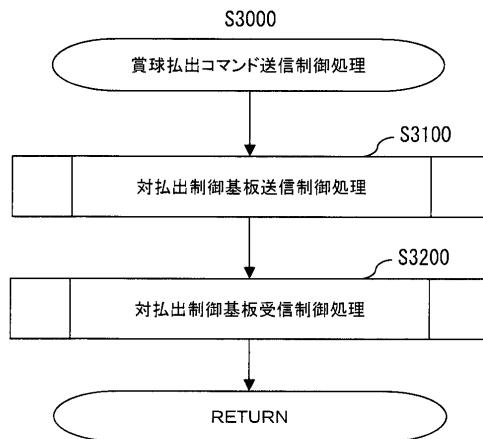 S3000
賞球払出コマンド送信制御処理
S3100
対払出制御基板送信制御処理
S3200
対払出制御基板受信制御処理
RETURN